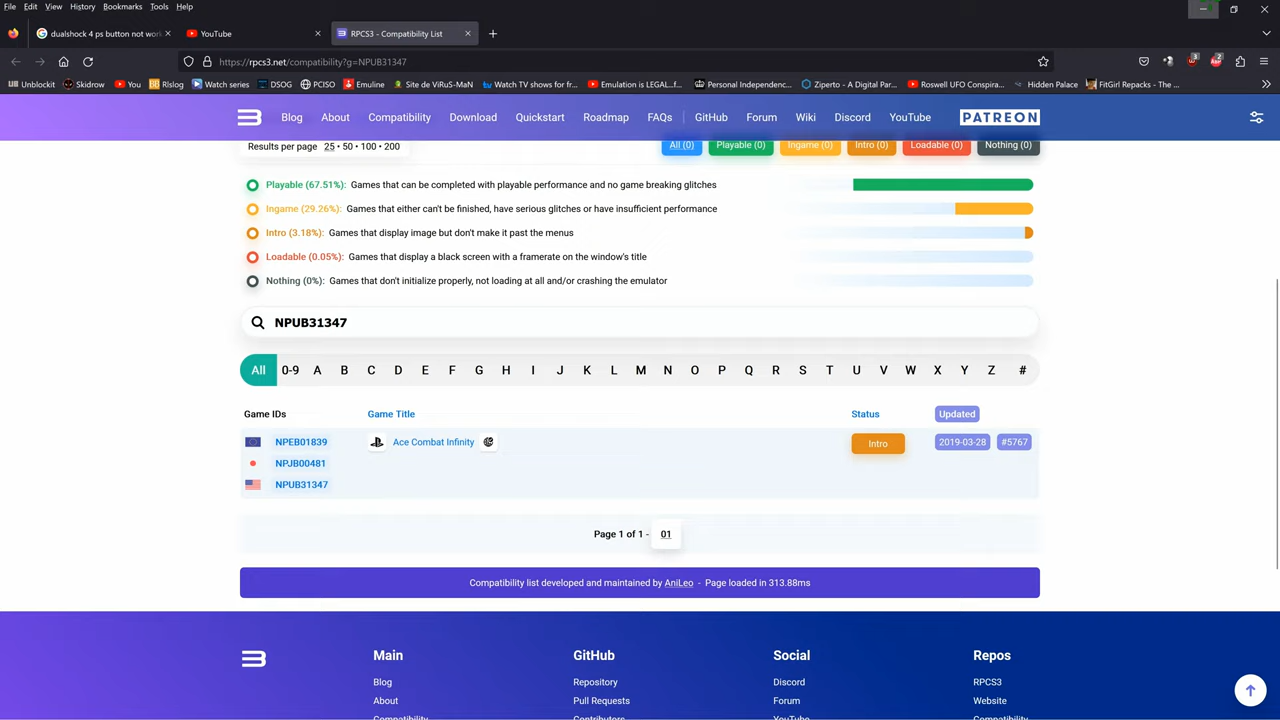 File Edit View History Bookmarks Tools Help
dualshock 4 ps button not wor
YouTube
RPCS3 - Compatibility List
https://rpcs3.net/compatibility?g=NPUB31347
Unblockit Skidrow You Rlslog Watch series DSOG PCISO Emuline Site de ViRuS-MaN Watch TV shows for fr... Emulation is LEGAL...f... Personal Independenc... Ziperto - A Digital Par... Roswell UFO Conspira... Hidden Palace FitGirl Repacks - The ...
Blog About Compatibility Download Quickstart Roadmap FAQs GitHub Forum Wiki Discord YouTube PATREON
Results per page 25 • 50 • 100 • 200
All (0) Playable (0) Ingame (0) Intro (0) Loadable (0) Nothing (0)
Playable (67.51%): Games that can be completed with playable performance and no game breaking glitches
Ingame (29.26%): Games that either can't be finished, have serious glitches or have insufficient performance
Intro (3.18%): Games that display image but don't make it past the menus
Loadable (0.05%): Games that display a black screen with a framerate on the window's title
Nothing (0%): Games that don't initialize properly, not loading at all and/or crashing the emulator
NPUB31347
All 0-9 A B C D E F G H I J K L M N O P Q R S T U V W X Y Z #
Game IDs Game Title Status Updated
NPEB01839 Ace Combat Infinity Intro 2019-03-28 #5767
NPJB00481
NPUB31347
Page 1 of 1 - 01
Compatibility list developed and maintained by AniLeo - Page loaded in 313.88ms
Main GitHub Social Repos
Blog Repository Discord RPCS3
About Pull Requests Forum Website
Compatibility Contributors YouTube Compatibility